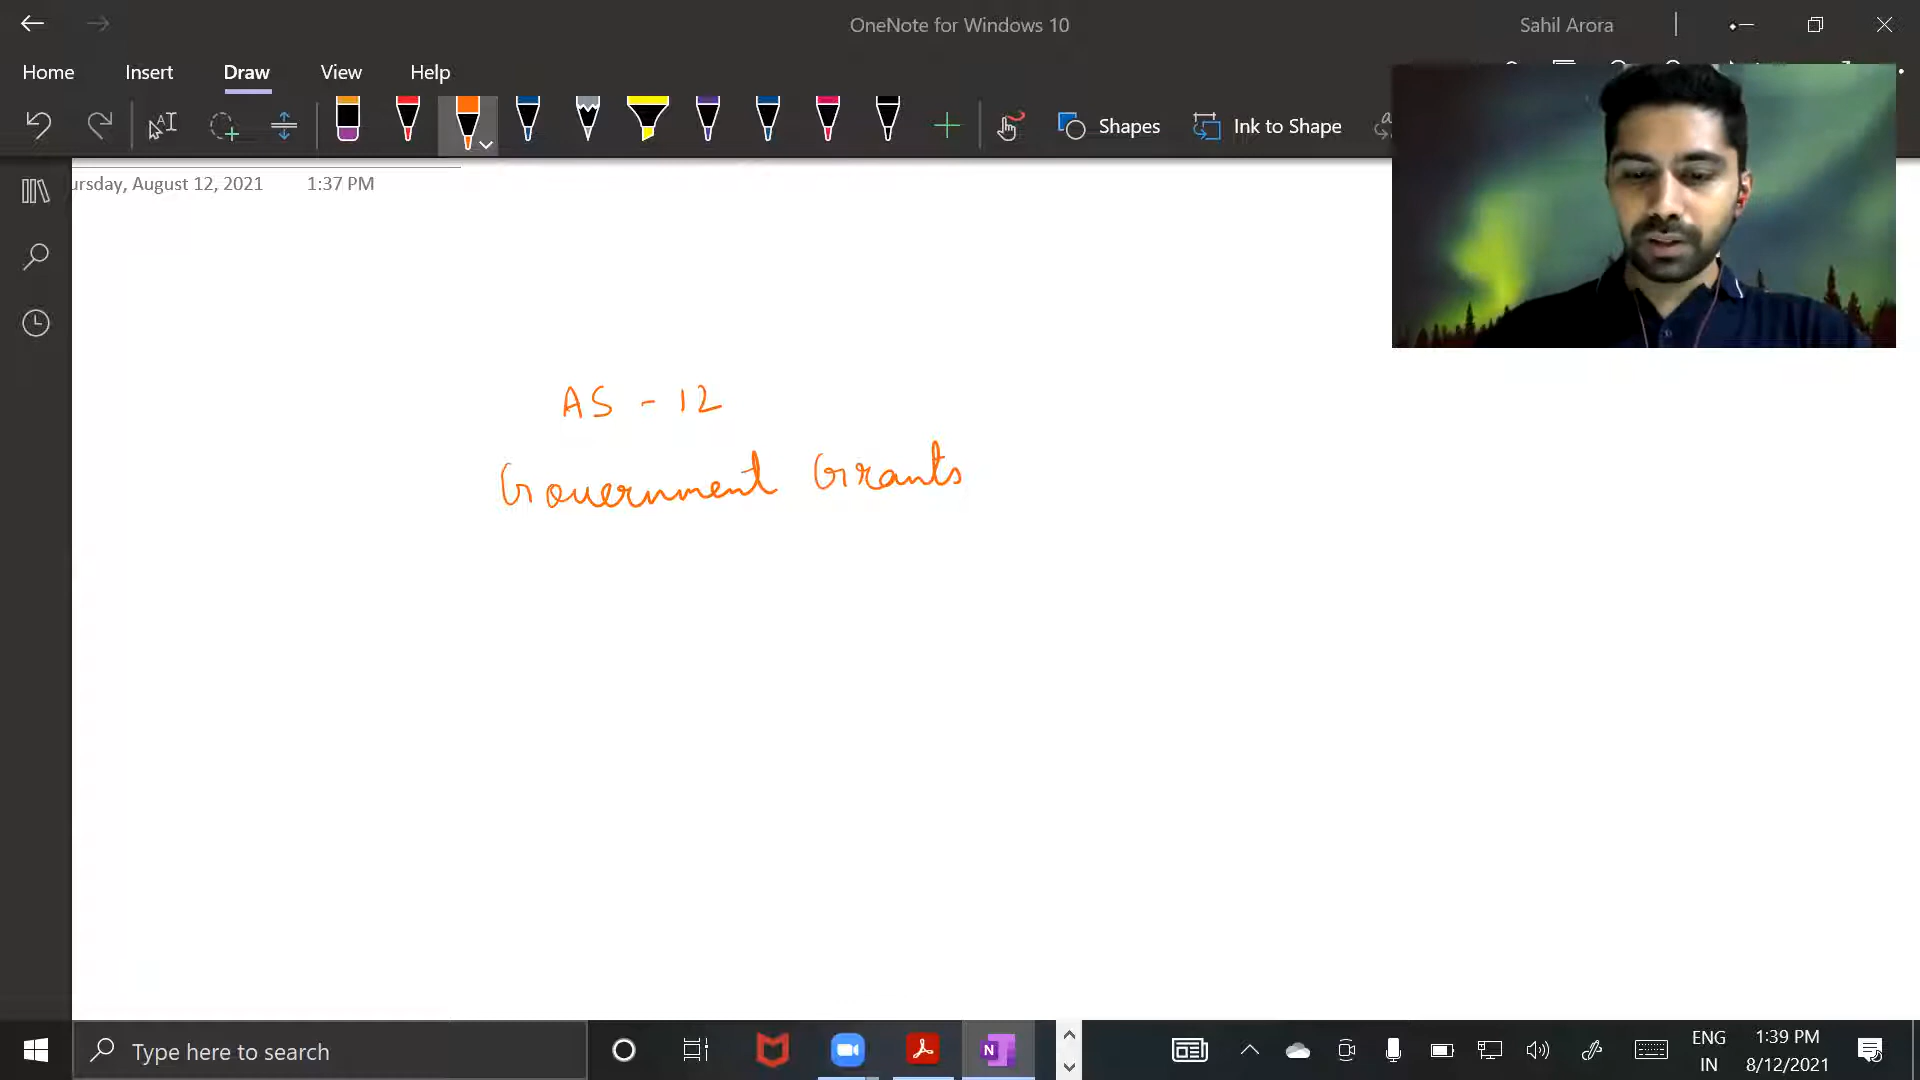 OneNote for Windows 10
Sahil Arora
Home Insert Draw View Help
Shapes Ink to Shape
ursday, August 12, 2021 1:37 PM
AS - 12
Government Grants
Type here to search
ENG 1:39 PM
IN 8/12/2021